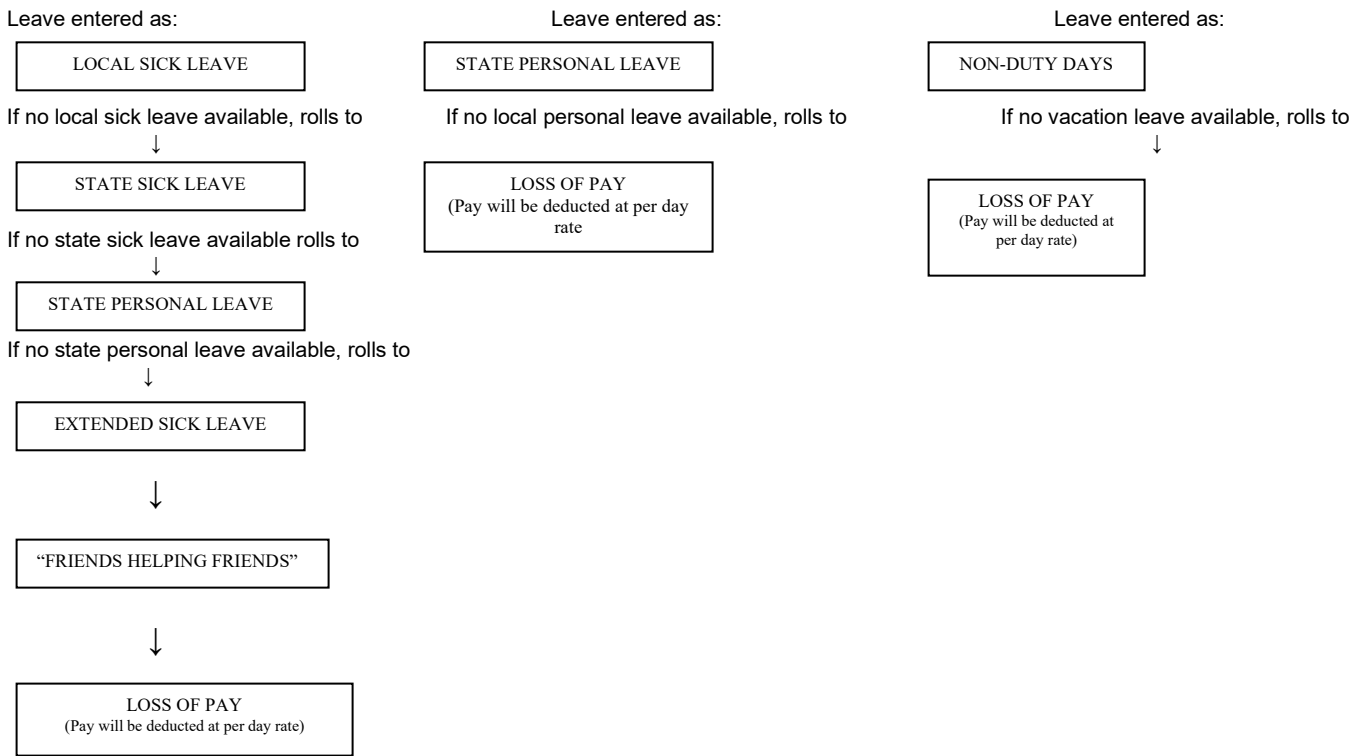 Leave entered as:
LOCAL SICK LEAVE
If no local sick leave available, rolls to
↓
STATE SICK LEAVE
If no state sick leave available rolls to
↓
STATE PERSONAL LEAVE
If no state personal leave available, rolls to
↓
EXTENDED SICK LEAVE
↓
“FRIENDS HELPING FRIENDS”
↓
LOSS OF PAY
(Pay will be deducted at per day rate)
Leave entered as:
STATE PERSONAL LEAVE
If no local personal leave available, rolls to
LOSS OF PAY
(Pay will be deducted at per day
rate
Leave entered as:
NON-DUTY DAYS
If no vacation leave available, rolls to
↓
LOSS OF PAY
(Pay will be deducted at
per day rate)